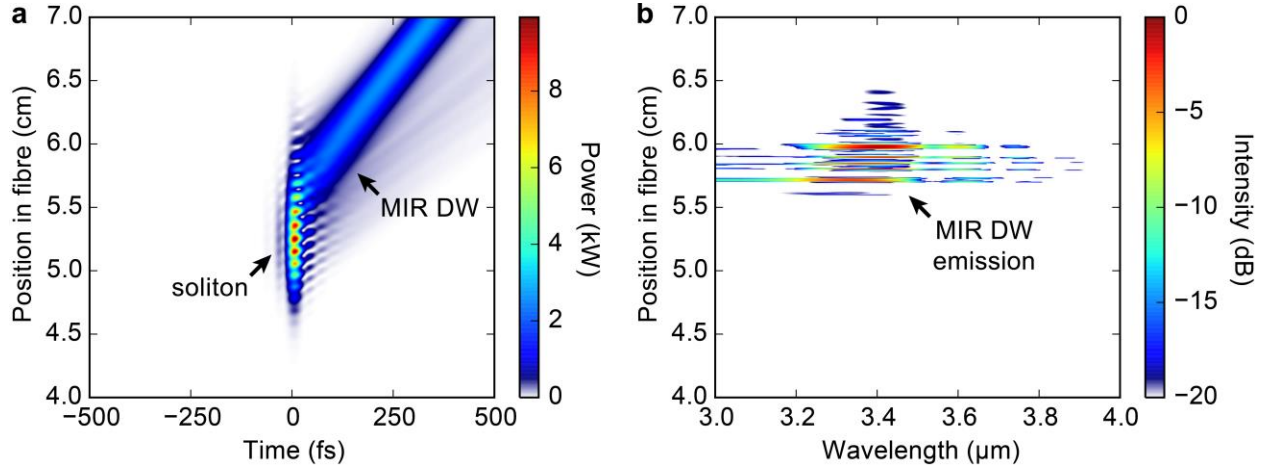 a
7.0
6.5
6.0
5.5
5.0
4.5
4.0
Position in fibre (cm)
−500
−250
0
250
500
Time (fs)
soliton
MIR DW
8
6
4
2
0
Power (kW)
b
7.0
6.5
6.0
5.5
5.0
4.5
4.0
Position in fibre (cm)
3.0
3.2
3.4
3.6
3.8
4.0
Wavelength (μm)
MIR DW
emission
0
−5
−10
−15
−20
Intensity (dB)